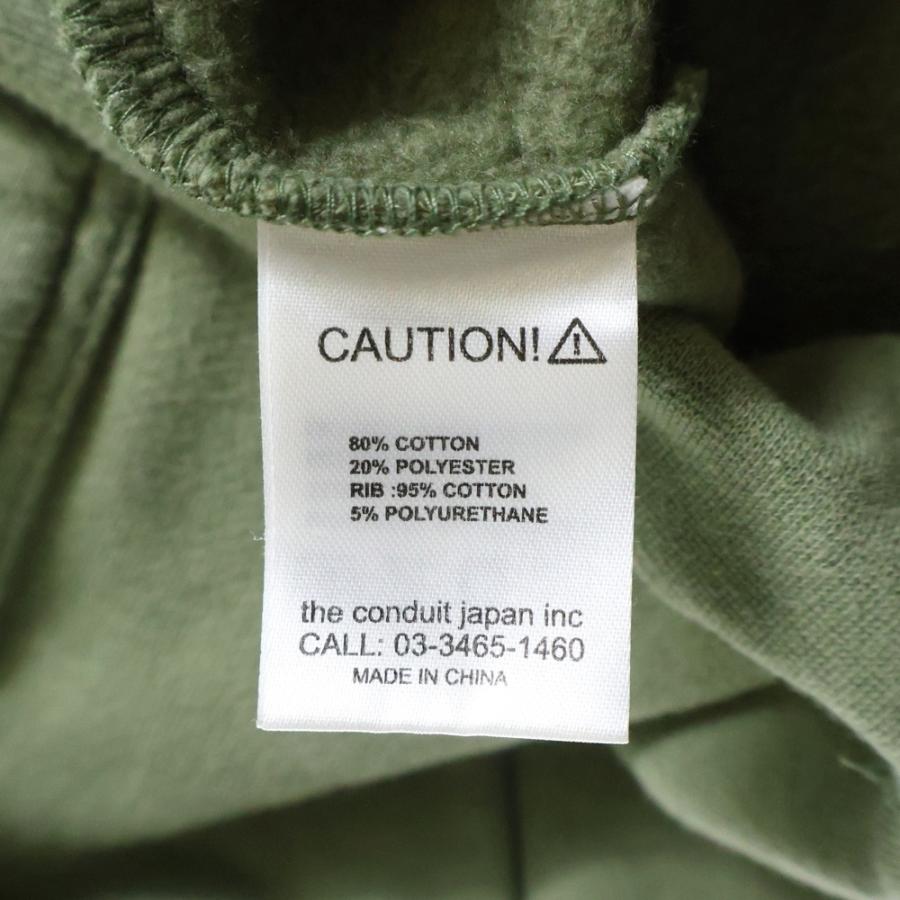 CAUTION!
80% COTTON
20% POLYESTER
RIB :95% COTTON
5% POLYURETHANE
the conduit japan inc
CALL: 03-3465-1460
MADE IN CHINA